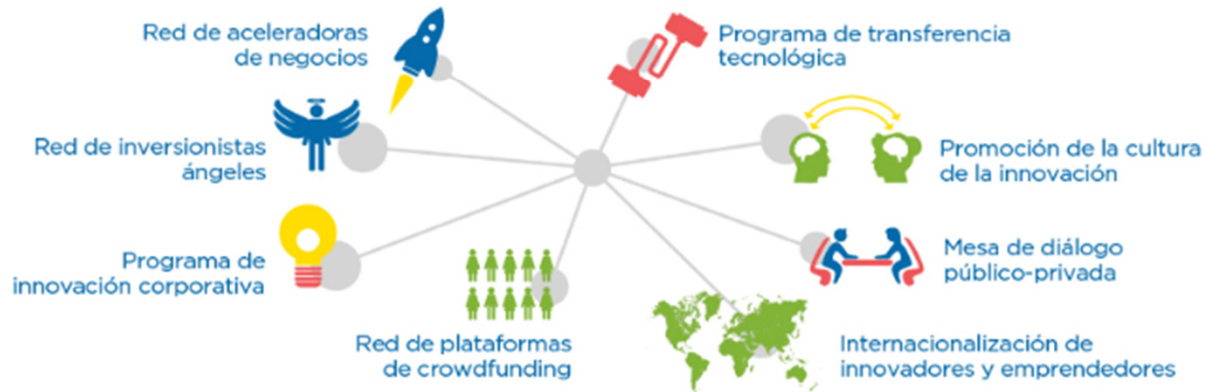 Red de aceleradoras
de negocios
Programa de transferencia
tecnológica
Red de inversionistas
ángeles
Promoción de la cultura
de la innovación
Programa de
innovación corporativa
Mesa de diálogo
público-privada
Red de plataformas
de crowdfunding
Internacionalización de
innovadores y emprendedores